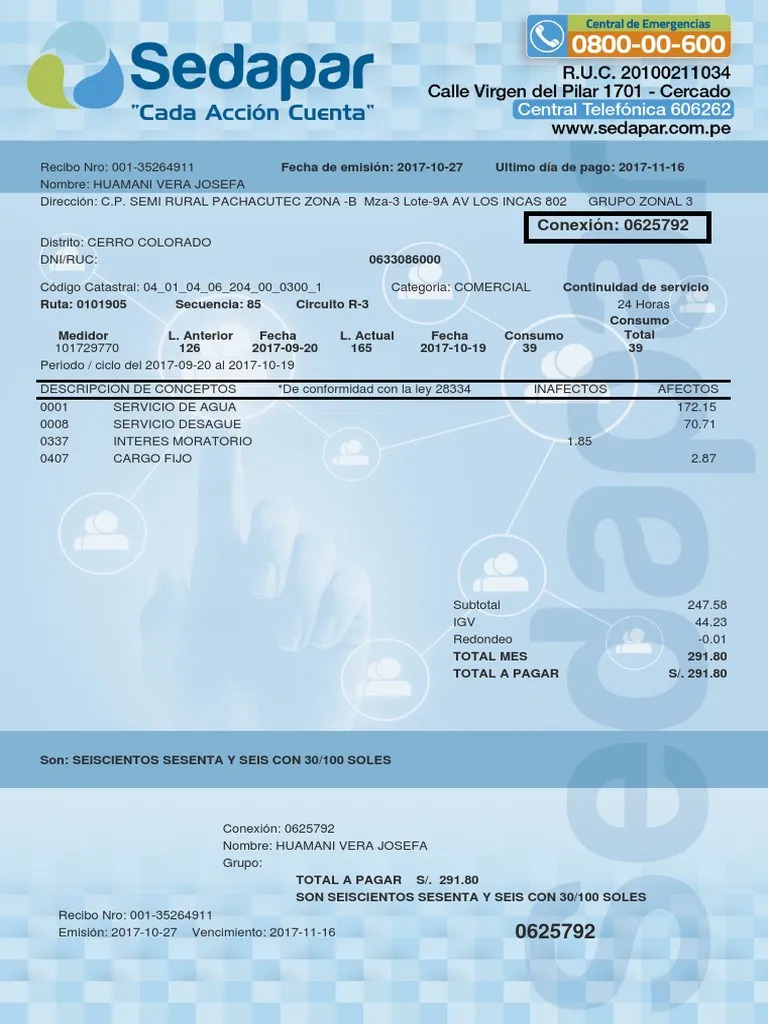 Sedapar
"Cada Acción Cuenta"
Central de Emergencias
0800-00-600
R.U.C. 20100211034
Calle Virgen del Pilar 1701 - Cercado
Central Telefónica 606262
www.sedapar.com.pe
Recibo Nro: 001-35264911 Fecha de emisión: 2017-10-27 Ultimo día de pago: 2017-11-16
Nombre: HUAMANI VERA JOSEFA
Dirección: C.P. SEMI RURAL PACHACUTEC ZONA -B Mza-3 Lote-9A AV LOS INCAS 802 GRUPO ZONAL 3
Conexión: 0625792
Distrito: CERRO COLORADO
DNI/RUC: 0633086000
Código Catastral: 04_01_04_06_204_00_0300_1 Categoria: COMERCIAL Continuidad de servicio
Ruta: 0101905 Secuencia: 85 Circuito R-3 24 Horas
Consumo
Medidor L. Anterior Fecha L. Actual Fecha Consumo Total
101729770 126 2017-09-20 165 2017-10-19 39 39
Periodo / ciclo del 2017-09-20 al 2017-10-19
DESCRIPCION DE CONCEPTOS *De conformidad con la ley 28334 INAFECTOS AFECTOS
0001 SERVICIO DE AGUA 172.15
0008 SERVICIO DESAGUE 70.71
0337 INTERES MORATORIO 1.85
0407 CARGO FIJO 2.87
Subtotal 247.58
IGV 44.23
Redondeo -0.01
TOTAL MES 291.80
TOTAL A PAGAR S/. 291.80
Son: SEISCIENTOS SESENTA Y SEIS CON 30/100 SOLES
Conexión: 0625792
Nombre: HUAMANI VERA JOSEFA
Grupo:
TOTAL A PAGAR S/. 291.80
SON SEISCIENTOS SESENTA Y SEIS CON 30/100 SOLES
Recibo Nro: 001-35264911
Emisión: 2017-10-27 Vencimiento: 2017-11-16 0625792
Sedapar